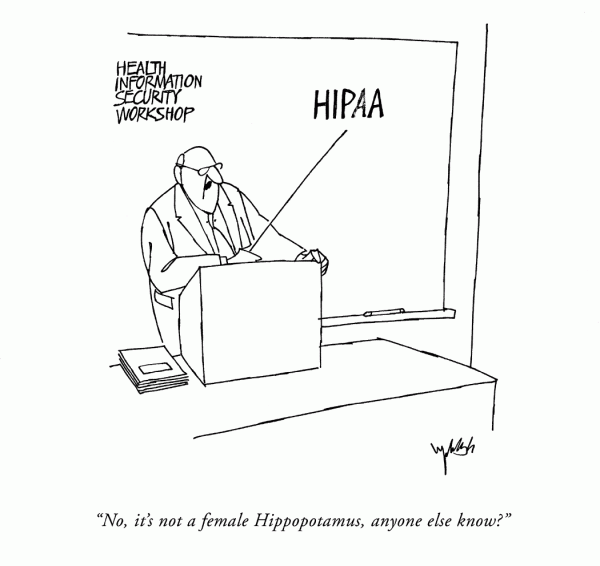 HEALTH
INFORMATION
SECURITY
WORKSHOP
HIPAA
“No, it’s not a female Hippopotamus, anyone else know?”